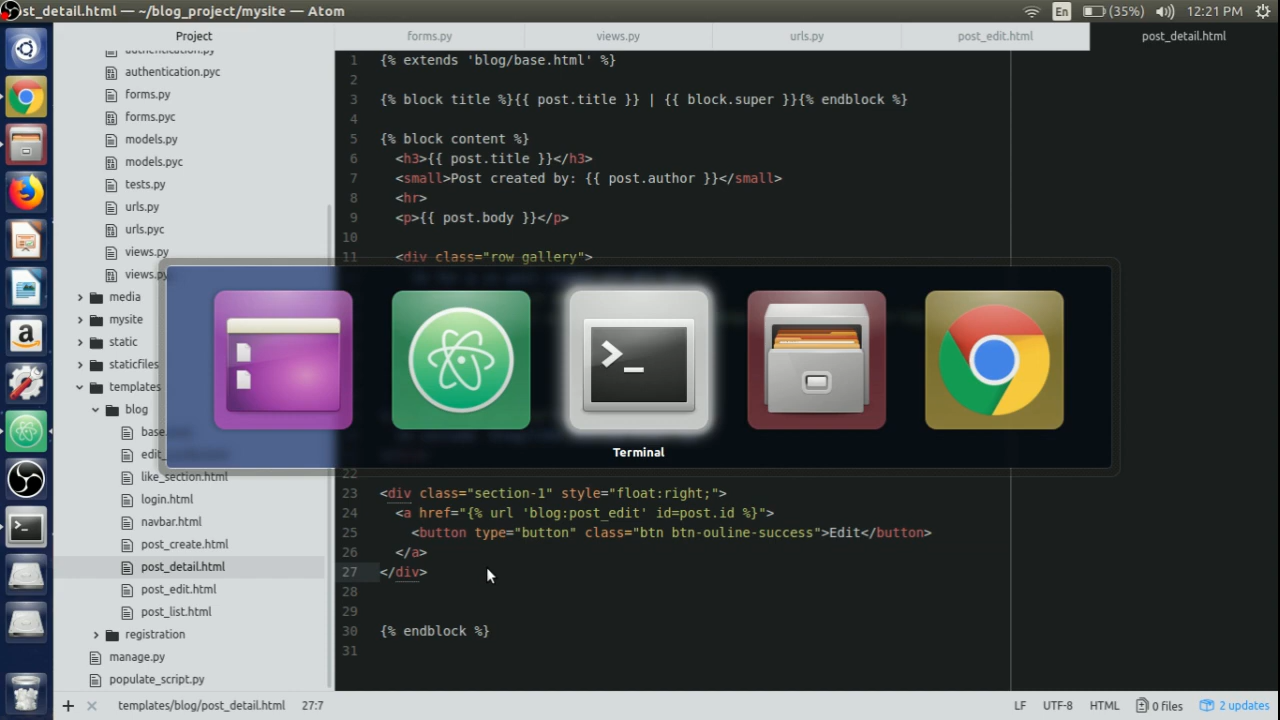 ost_detail.html — ~/blog_project/mysite — Atom
En
(35%)
12:21 PM
Project
forms.py
views.py
urls.py
post_edit.html
post_detail.html
authentication.py
authentication.pyc
forms.py
forms.pyc
models.py
models.pyc
tests.py
urls.py
urls.pyc
views.py
views.py
media
mysite
static
staticfiles
templates
blog
base
edit
like_section.html
login.html
navbar.html
post_create.html
post_detail.html
post_edit.html
post_list.html
registration
manage.py
populate_script.py
1 {% extends 'blog/base.html' %}
2
3 {% block title %}{{ post.title }} | {{ block.super }}{% endblock %}
4
5 {% block content %}
6 <h3>{{ post.title }}</h3>
7 <small>Post created by: {{ post.author }}</small>
8 <hr>
9 <p>{{ post.body }}</p>
10
11 <div class="row gallery">
Terminal
22
23 <div class="section-1" style="float:right;">
24 <a href="{% url 'blog:post_edit' id=post.id %}">
25 <button type="button" class="btn btn-ouline-success">Edit</button>
26 </a>
27 </div>
28
29
30 {% endblock %}
31
templates/blog/post_detail.html 27:7
LF UTF-8 HTML 0 files 2 updates